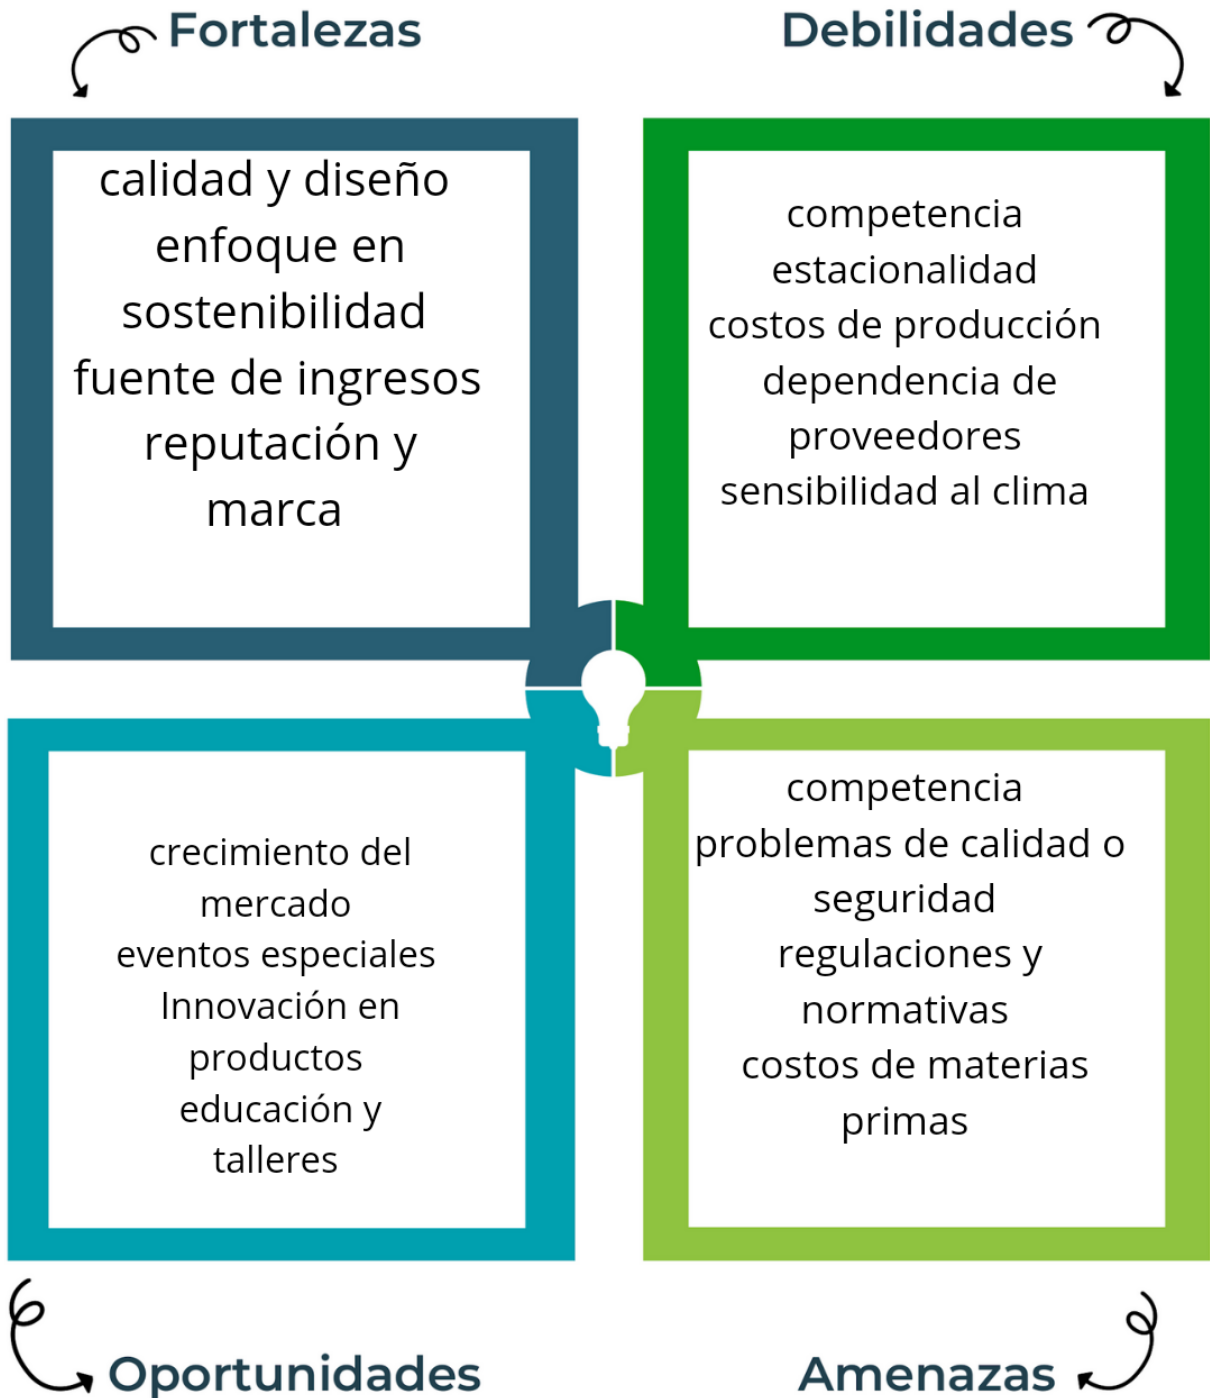 Fortalezas
calidad y diseño
enfoque en
sostenibilidad
fuente de ingresos
reputación y
marca
Debilidades
competencia
estacionalidad
costos de producción
dependencia de
proveedores
sensibilidad al clima
crecimiento del
mercado
eventos especiales
Innovación en
productos
educación y
talleres
Oportunidades
competencia
problemas de calidad o
seguridad
regulaciones y
normativas
costos de materias
primas
Amenazas